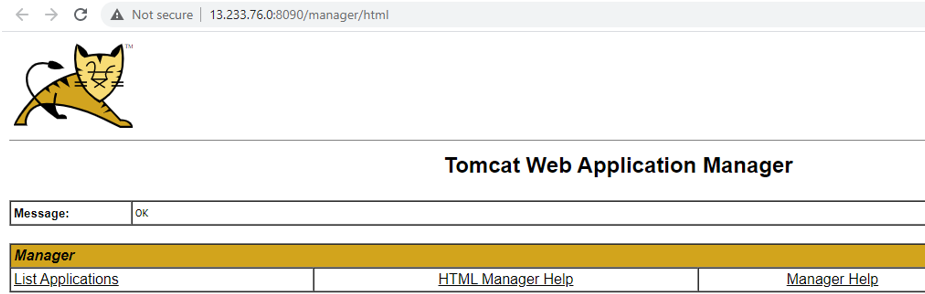 Not secure 13.233.76.0:8090/manager/html
TM
Tomcat Web Application Manager
Message: OK
Manager
List Applications HTML Manager Help Manager Help